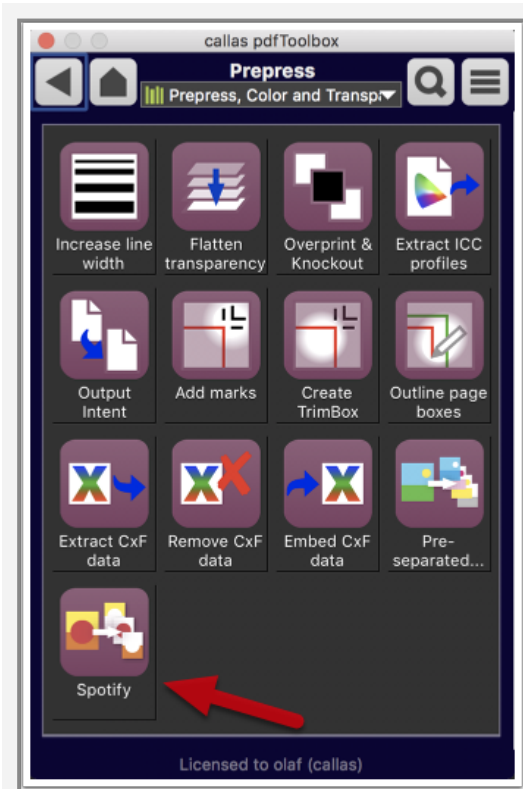 callas pdfToolbox
Prepress
Prepress, Color and Transp
Increase line
width
Flatten
transparency
Overprint &
Knockout
Extract ICC
profiles
Output
Intent
Add marks
Create
TrimBox
Outline page
boxes
Extract CxF
data
Remove CxF
data
Embed CxF
data
Pre-
separated...
Spotify
Licensed to olaf (callas)